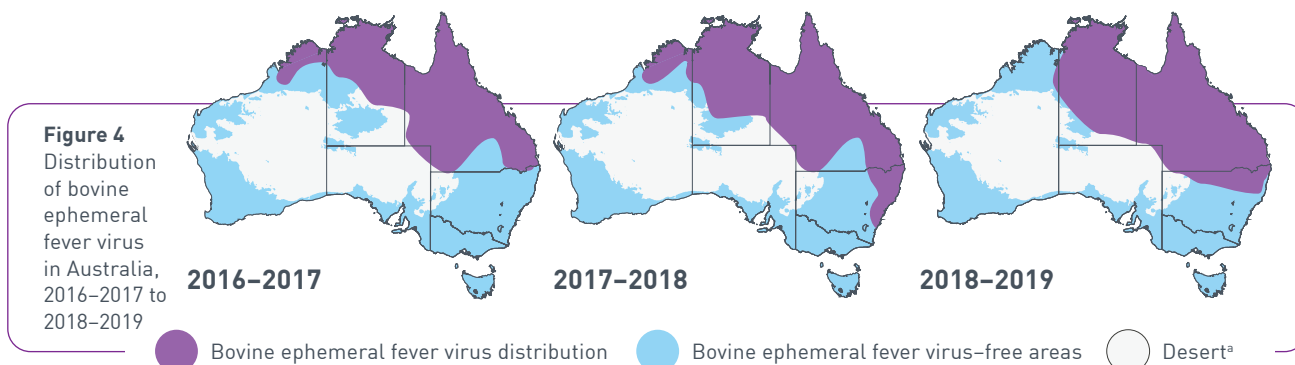 Figure 4
Distribution
of bovine
ephemeral
fever virus
in Australia,
2016–2017 to
2018–2019
2016–2017
2017–2018
2018–2019
Bovine ephemeral fever virus distribution
Bovine ephemeral fever virus–free areas
Desertᵃ